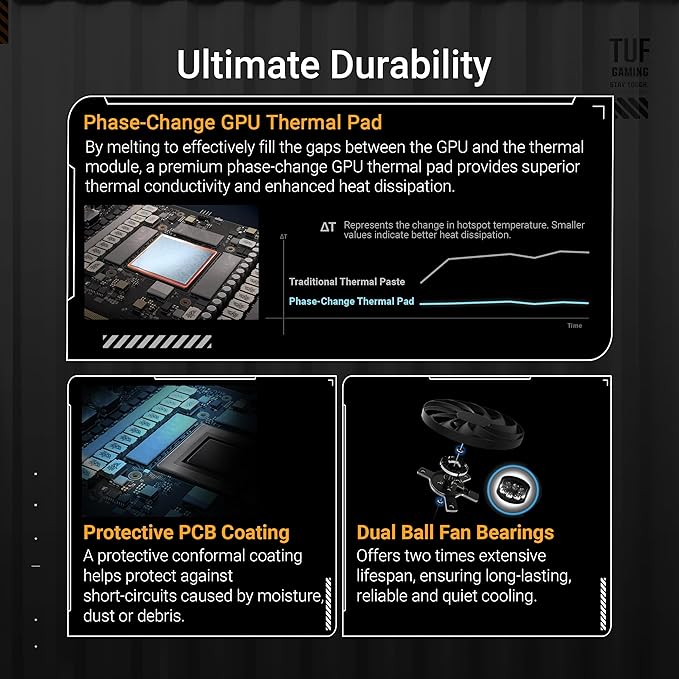 Ultimate Durability
TUF
GAMING
STAY TOUGH
Phase-Change GPU Thermal Pad
By melting to effectively fill the gaps between the GPU and the thermal
module, a premium phase-change GPU thermal pad provides superior
thermal conductivity and enhanced heat dissipation.
ΔT Represents the change in hotspot temperature. Smaller
values indicate better heat dissipation.
ΔT
Traditional Thermal Paste
Phase-Change Thermal Pad
Time
Protective PCB Coating
A protective conformal coating
helps protect against
short-circuits caused by moisture,
dust or debris.
Dual Ball Fan Bearings
Offers two times extensive
lifespan, ensuring long-lasting,
reliable and quiet cooling.